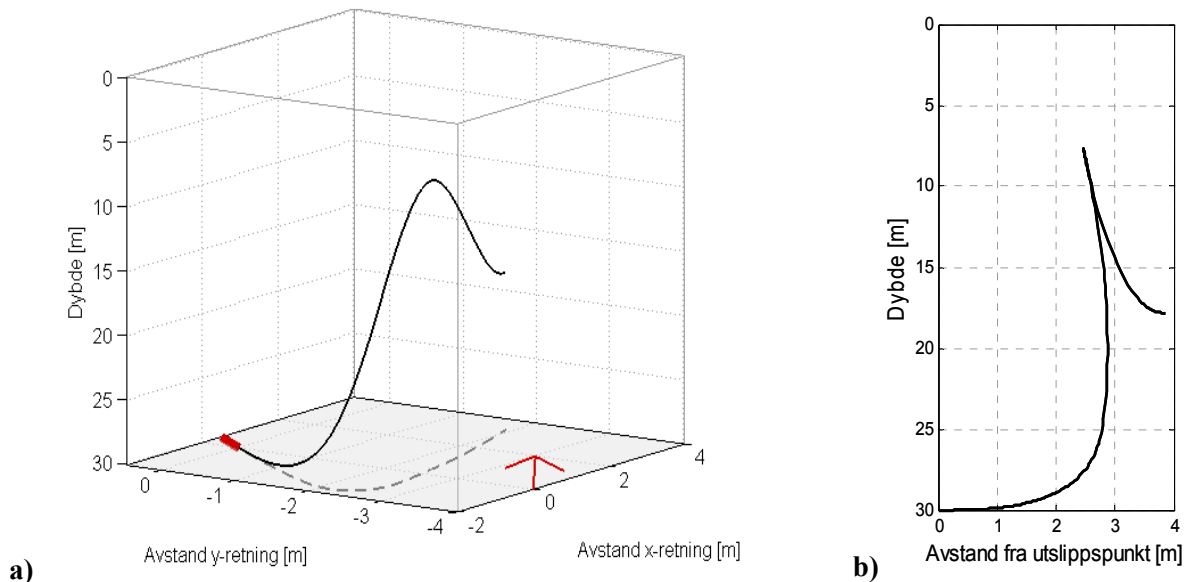 0
5
10
15
20
25
30
Dybde [m]
0
-1
-2
-3
-4
-2
0
2
4
Avstand y-retning [m]
Avstand x-retning [m]
a)
0
5
10
15
20
25
30
Dybde [m]
0 1 2 3 4
Avstand fra utslippspunkt [m]
b)